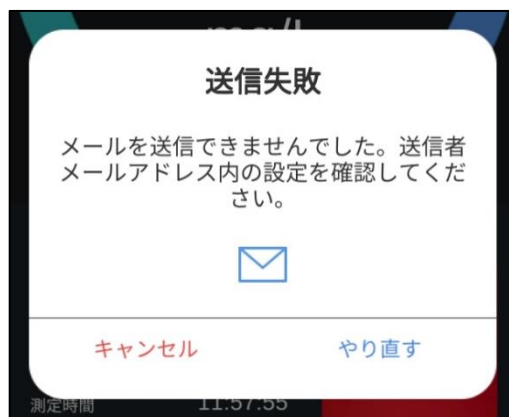 送信失敗
メールを送信できませんでした。送信者
メールアドレス内の設定を確認してくだ
さい。
キャンセル
やり直す
測定時間
11:57:55